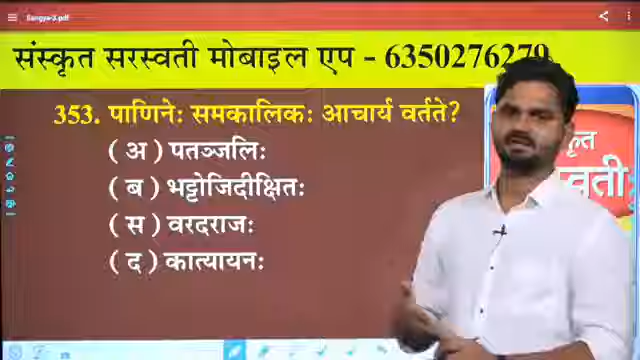 Sangya-3.pdf
संस्कृत सरस्वती मोबाइल एप - 6350276279
353. पाणिनेः समकालिकः आचार्य वर्तते?
( अ ) पतञ्जलिः
( ब ) भट्टोजिदीक्षितः
( स ) वरदराजः
( द ) कात्यायनः